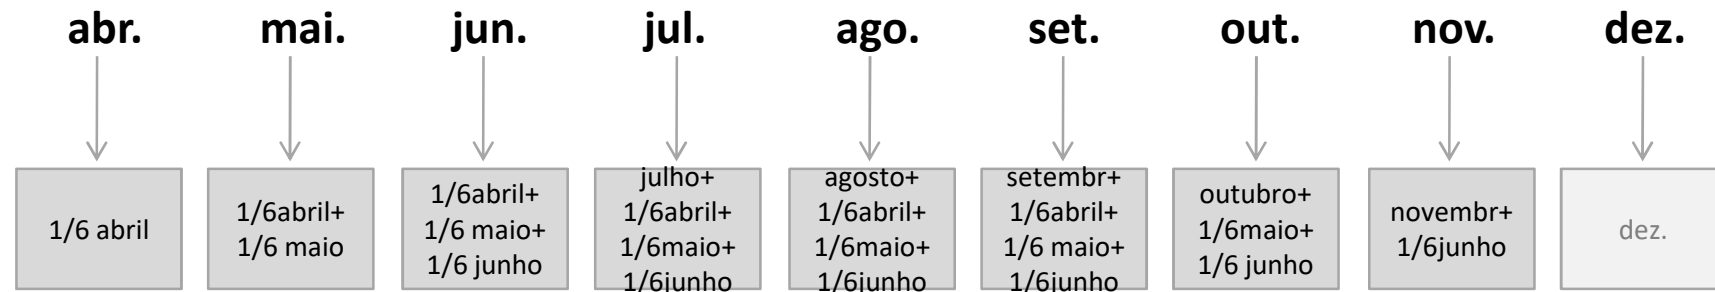 abr.
mai.
jun.
jul.
ago.
set.
out.
nov.
dez.
1/6 abril
1/6abril+
1/6 maio
1/6abril+
1/6 maio+
1/6 junho
julho+
1/6abril+
1/6maio+
1/6junho
agosto+
1/6abril+
1/6maio+
1/6junho
setembr+
1/6abril+
1/6 maio+
1/6junho
outubro+
1/6maio+
1/6 junho
novembr+
1/6junho
dez.